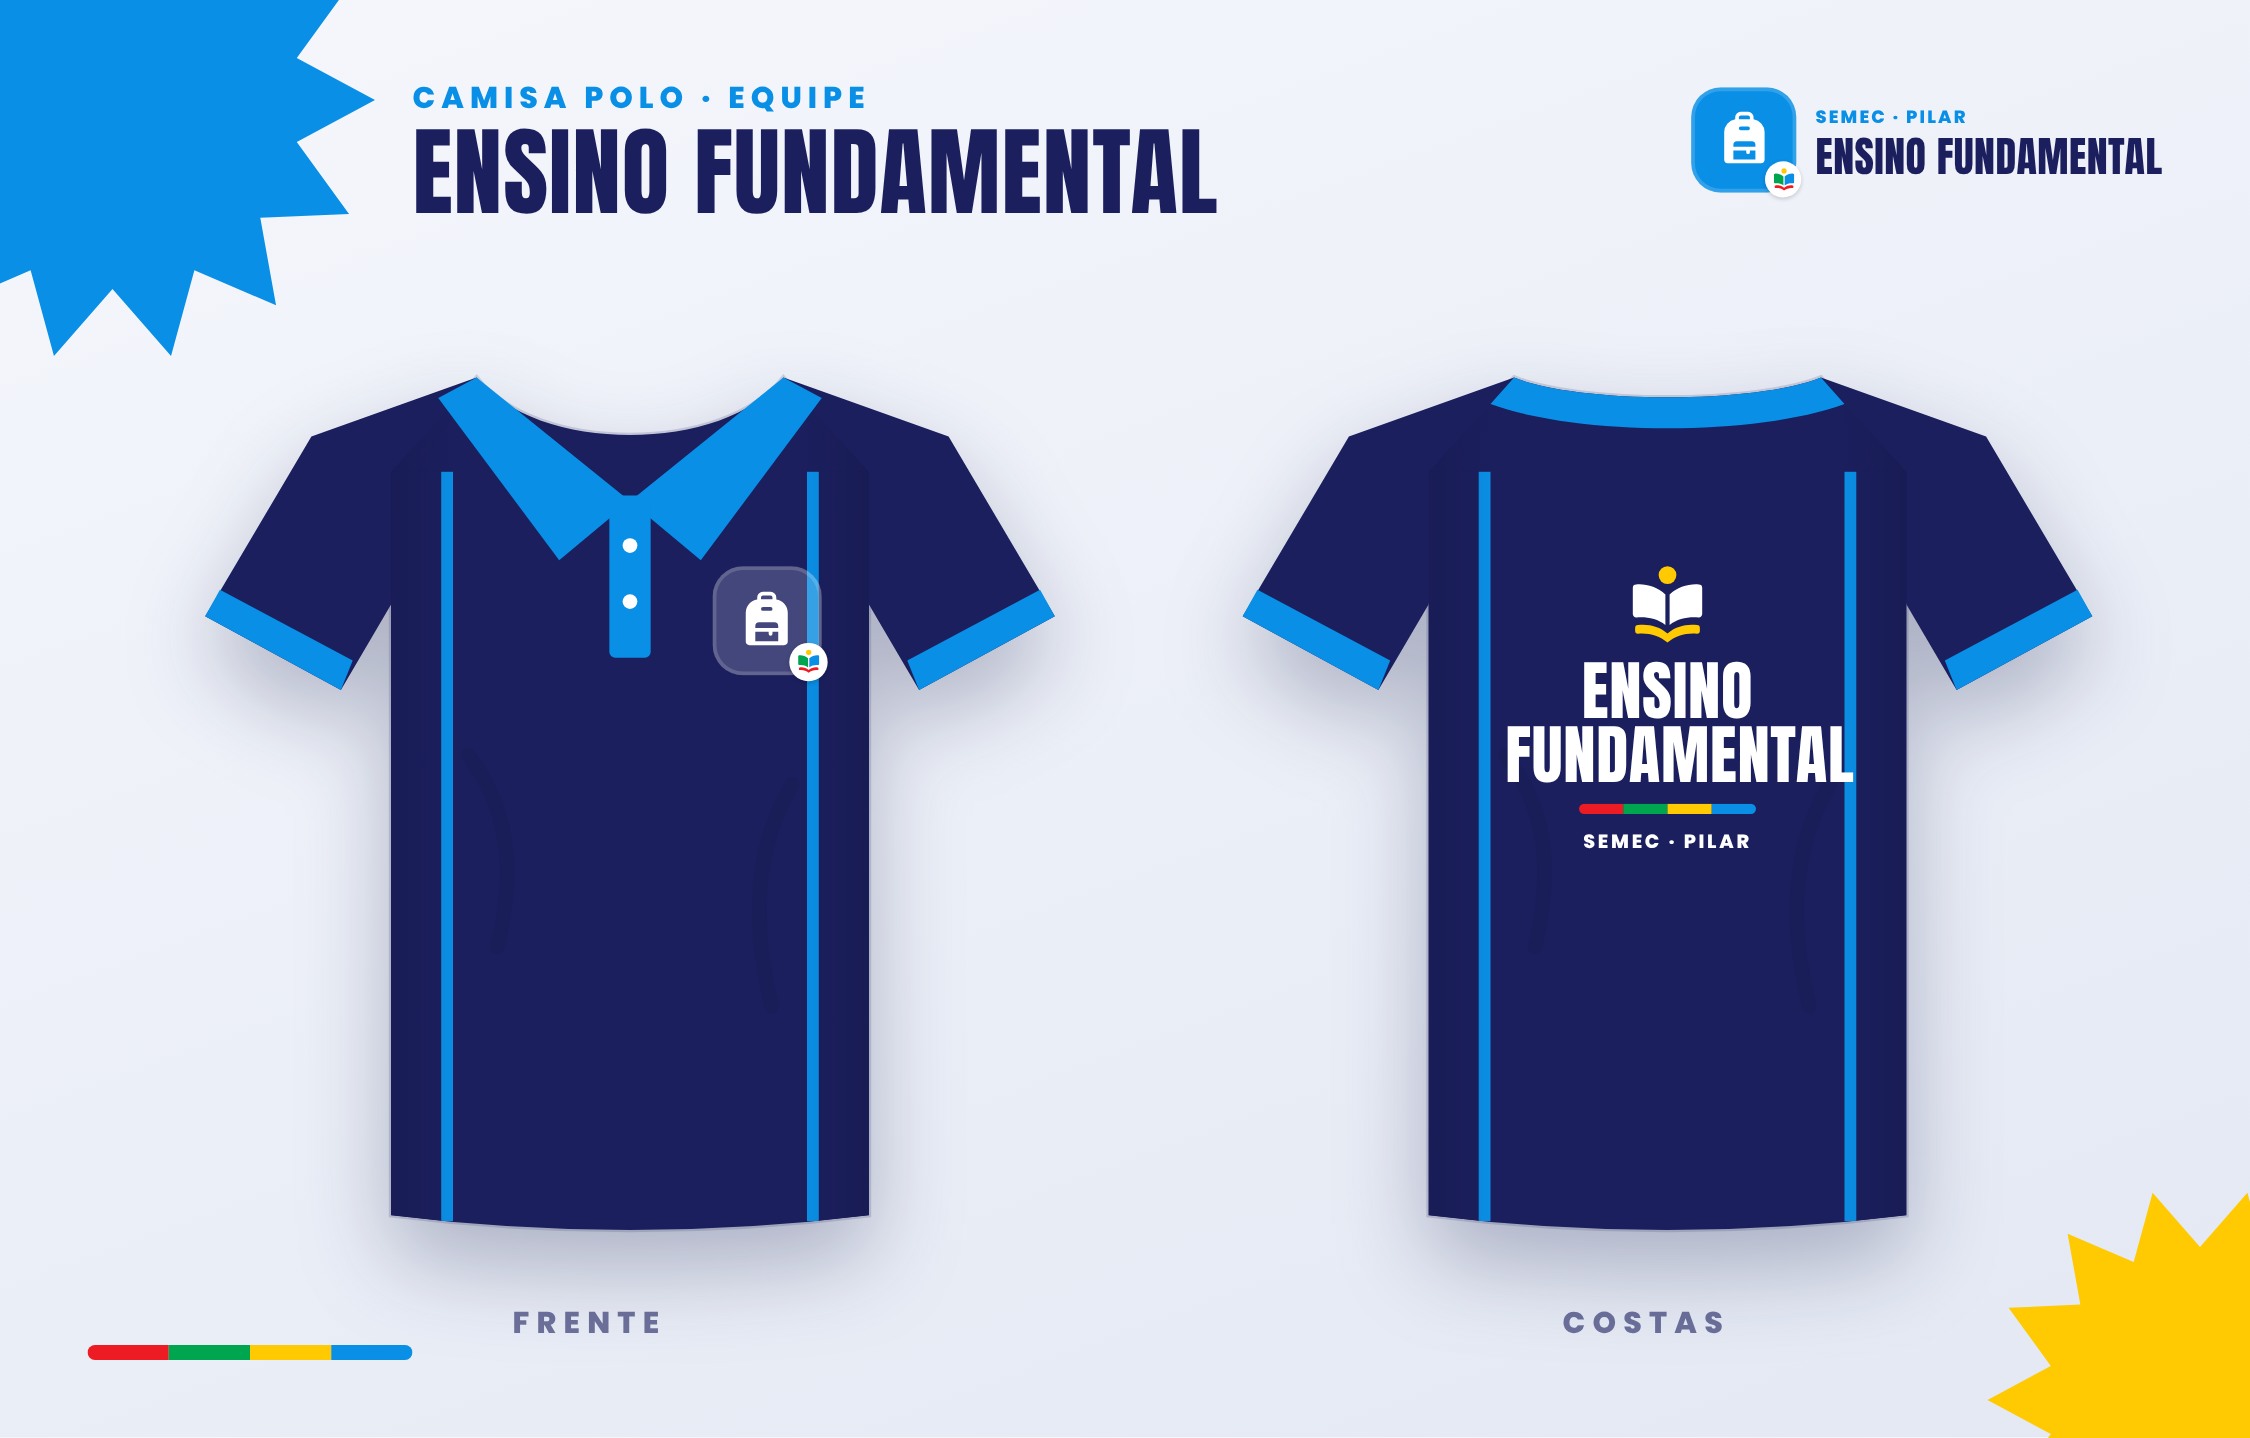 CAMISA POLO · EQUIPE
ENSINO FUNDAMENTAL
SEMEC · PILAR
ENSINO FUNDAMENTAL
ENSINO
FUNDAMENTAL
SEMEC · PILAR
FRENTE
COSTAS